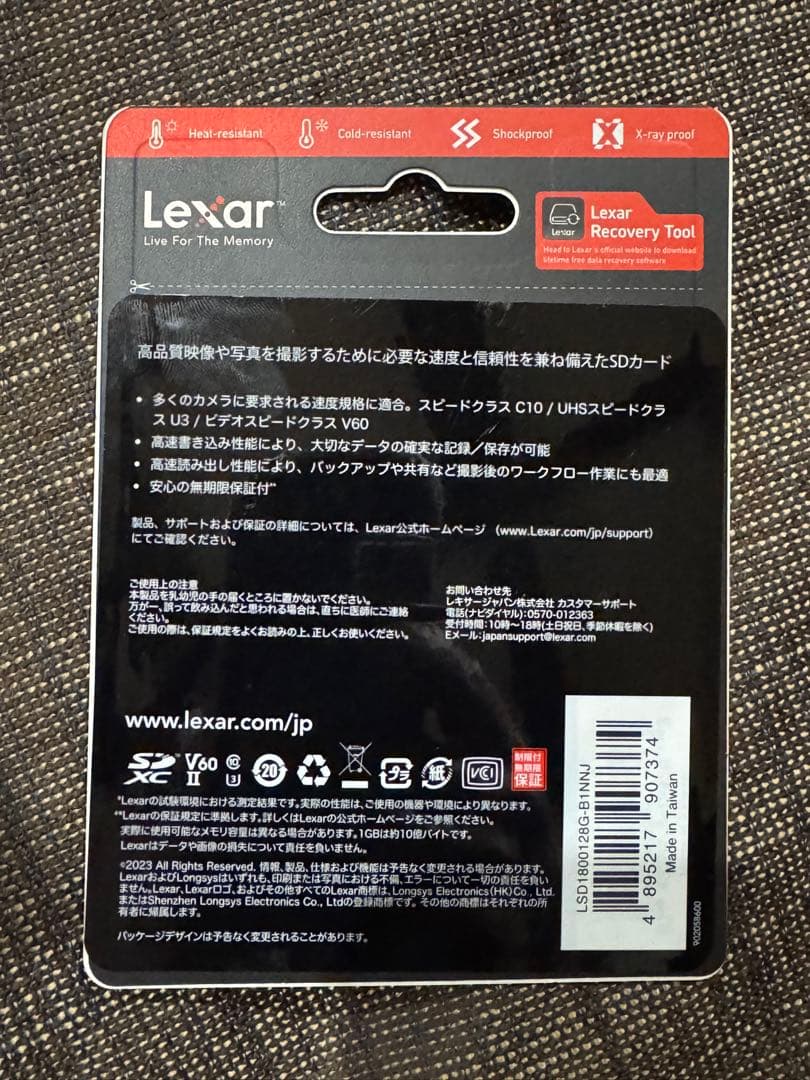 Heat-resistant
Cold-resistant
Shockproof
X-ray proof
Lexar™
Live For The Memory
Lexar
Lexar
Recovery Tool
Head to Lexar's official website to download
lifetime free data recovery software
高品質映像や写真を撮影するために必要な速度と信頼性を兼ね備えたSDカード
• 多くのカメラに要求される速度規格に適合。スピードクラス C10 / UHSスピードクラ
ス U3 / ビデオスピードクラス V60
• 高速書き込み性能により、大切なデータの確実な記録／保存が可能
• 高速読み出し性能により、バックアップや共有など撮影後のワークフロー作業にも最適
• 安心の無期限保証付**
製品、サポートおよび保証の詳細については、Lexar公式ホームページ（www.Lexar.com/jp/support）
にてご確認ください。
ご使用上の注意
本製品を乳幼児の手の届くところに置かないでください。
万が一、誤って飲み込んだと思われる場合は、直ちに医師にご連絡
ください。
ご使用の際は、保証規定をよくお読みの上、正しくお使いください。
お問い合わせ先
レキサージャパン株式会社 カスタマーサポート
電話(ナビダイヤル):0570-012363
受付時間:10時～18時(土日祝日、季節休暇を除く)
Eメール:japansupport@lexar.com
www.lexar.com/jp
SD XC™ V60 II 10 U3 20 プラ 紙 VCI 制限付無期限保証
*Lexarの試験環境における測定結果です。実際の性能は、ご使用の機器や環境により異なります。
**Lexarの保証規定に準拠します。詳しくはLexarの公式ホームページをご参照ください。
実際に使用可能なメモリ容量は異なる場合があります。1GBは約10億バイトです。
Lexarはデータや画像の損失について責任を負いません。
©2023 All Rights Reserved. 情報、製品、仕様および機能は予告なく変更される場合があります。
LexarおよびLongsysはいずれも、印刷または写真における不備、エラーについて一切の責任を負い
ません。Lexar、Lexarロゴ、およびその他すべてのLexar商標は、Longsys Electronics(HK)Co., Ltd.
またはShenzhen Longsys Electronics Co., Ltdの登録商標です。その他の商標はそれぞれの所
有者に帰属します。
パッケージデザインは予告なく変更されることがあります。
LSD1800128G-B1NNJ
4 895217 907374
Made in Taiwan
902058600